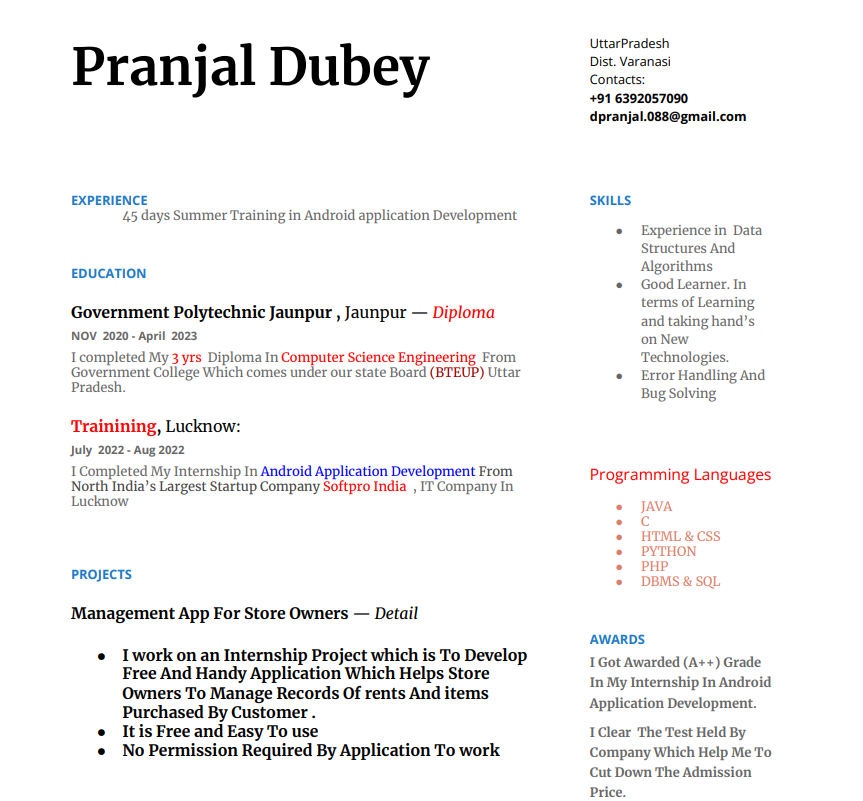 Pranjal Dubey
UttarPradesh
Dist. Varanasi
Contacts:
+91 6392057090
dpranjal.088@gmail.com
EXPERIENCE
45 days Summer Training in Android application Development
EDUCATION
Government Polytechnic Jaunpur , Jaunpur — Diploma
NOV 2020 - April 2023
I completed My 3 yrs Diploma In Computer Science Engineering From
Government College Which comes under our state Board (BTEUP) Uttar
Pradesh.
Trainining, Lucknow:
July 2022 - Aug 2022
I Completed My Internship In Android Application Development From
North India’s Largest Startup Company Softpro India , IT Company In
Lucknow
PROJECTS
Management App For Store Owners — Detail
● I work on an Internship Project which is To Develop
Free And Handy Application Which Helps Store
Owners To Manage Records Of rents And items
Purchased By Customer .
● It is Free and Easy To use
● No Permission Required By Application To work
SKILLS
● Experience in Data
Structures And
Algorithms
● Good Learner. In
terms of Learning
and taking hand’s
on New
Technologies.
● Error Handling And
Bug Solving
Programming Languages
● JAVA
● C
● HTML & CSS
● PYTHON
● PHP
● DBMS & SQL
AWARDS
I Got Awarded (A++) Grade
In My Internship In Android
Application Development.
I Clear The Test Held By
Company Which Help Me To
Cut Down The Admission
Price.